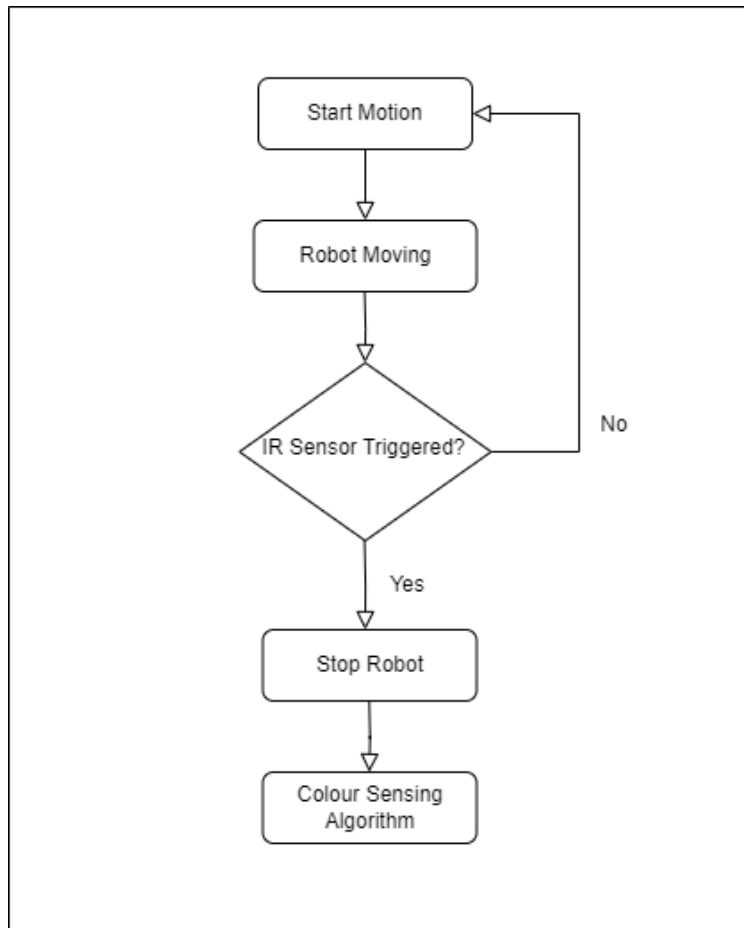 Start Motion
Robot Moving
IR Sensor Triggered?
No
Yes
Stop Robot
Colour Sensing
Algorithm